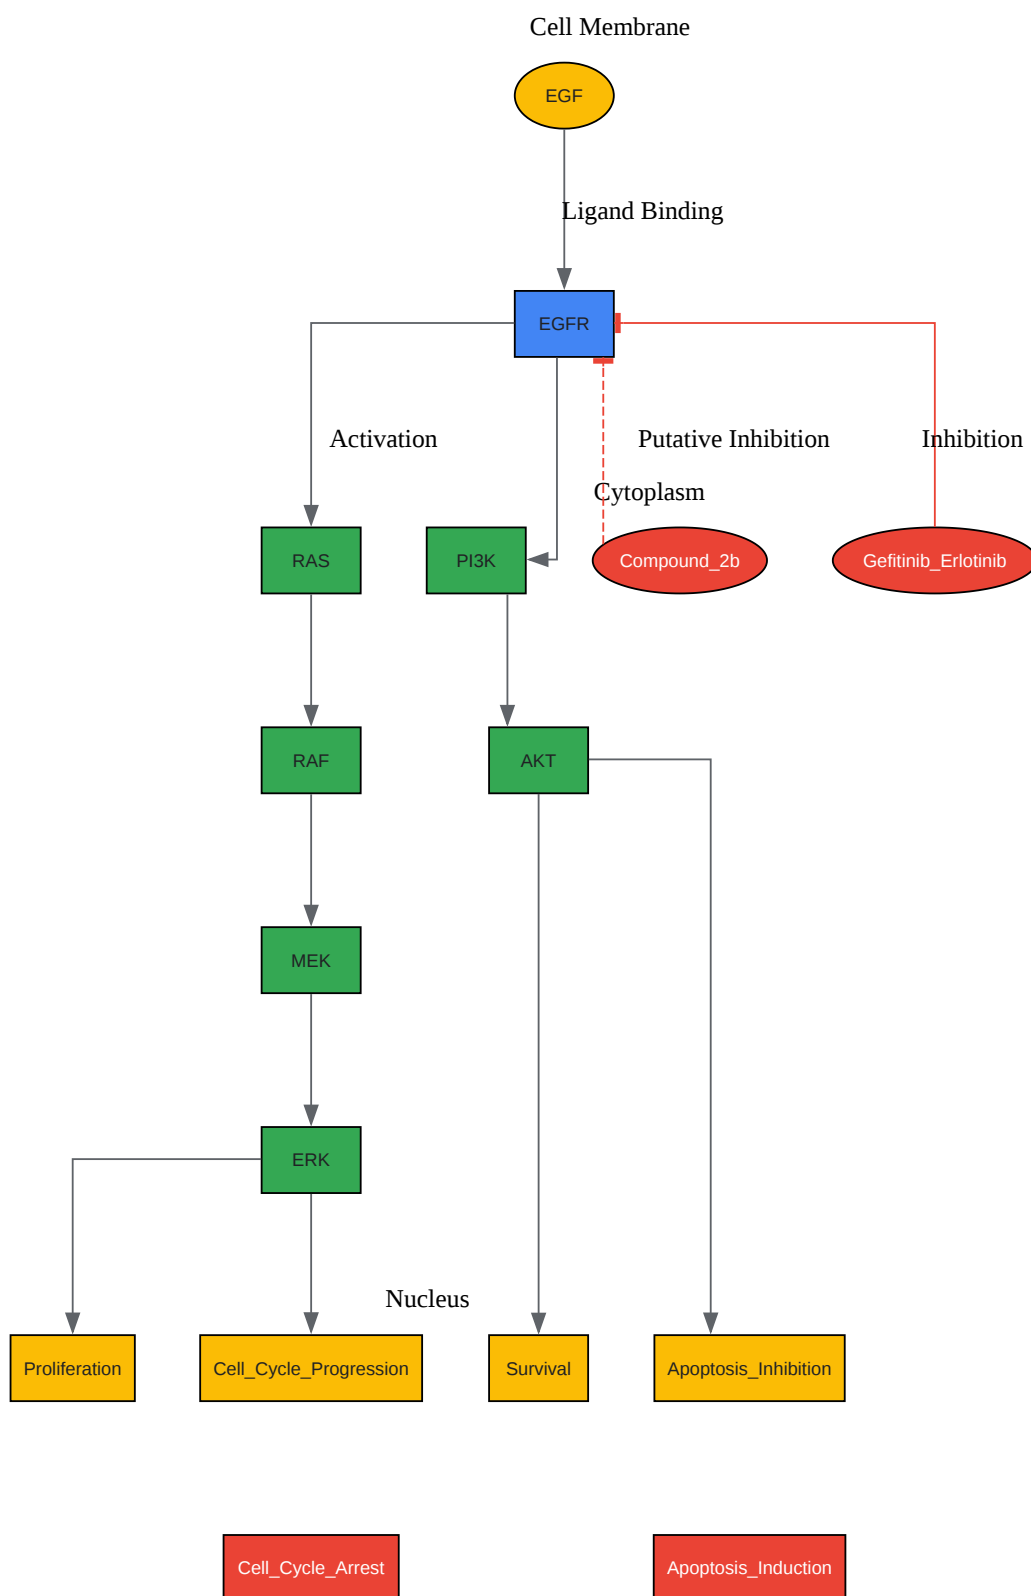 Cell Membrane
EGF
Ligand Binding
EGFR
Activation
Putative Inhibition
Inhibition
Cytoplasm
RAS
PI3K
Compound_2b
Gefitinib_Erlotinib
RAF
AKT
MEK
ERK
Nucleus
Proliferation
Cell_Cycle_Progression
Survival
Apoptosis_Inhibition
Cell_Cycle_Arrest
Apoptosis_Induction